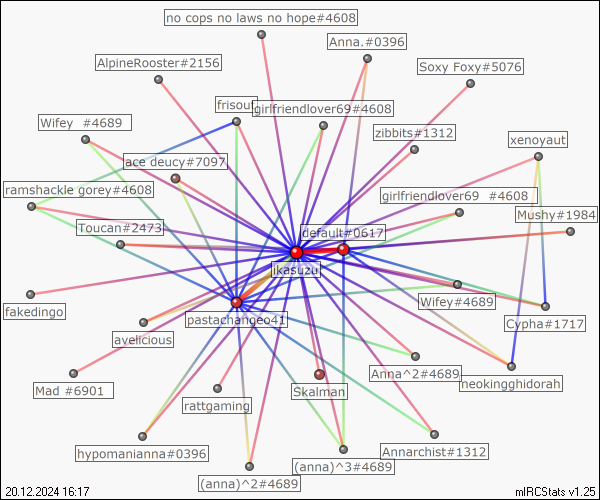 no cops no laws no hope#4608
Anna.#0396
AlpineRooster#2156
Soxy Foxy#5076
frisout
girlfriendlover69#4608
Wifey  #4689
zibbits#1312
xenoyaut
ace deucy#7097
ramshackle gorey#4608
girlfriendlover69  #4608
Mushy#1984
Toucan#2473
default#0617
jikasuzu
Wifey#4689
fakedingo
pastachangeo41
Cypha#1717
avelicious
Anna^2#4689
neokingghidorah
Mad  #6901
Skalman
rattgaming
hypomanianna#0396
Annarchist#1312
(anna)^3#4689
(anna)^2#4689
20.12.2024 16:17
mIRCStats v1.25